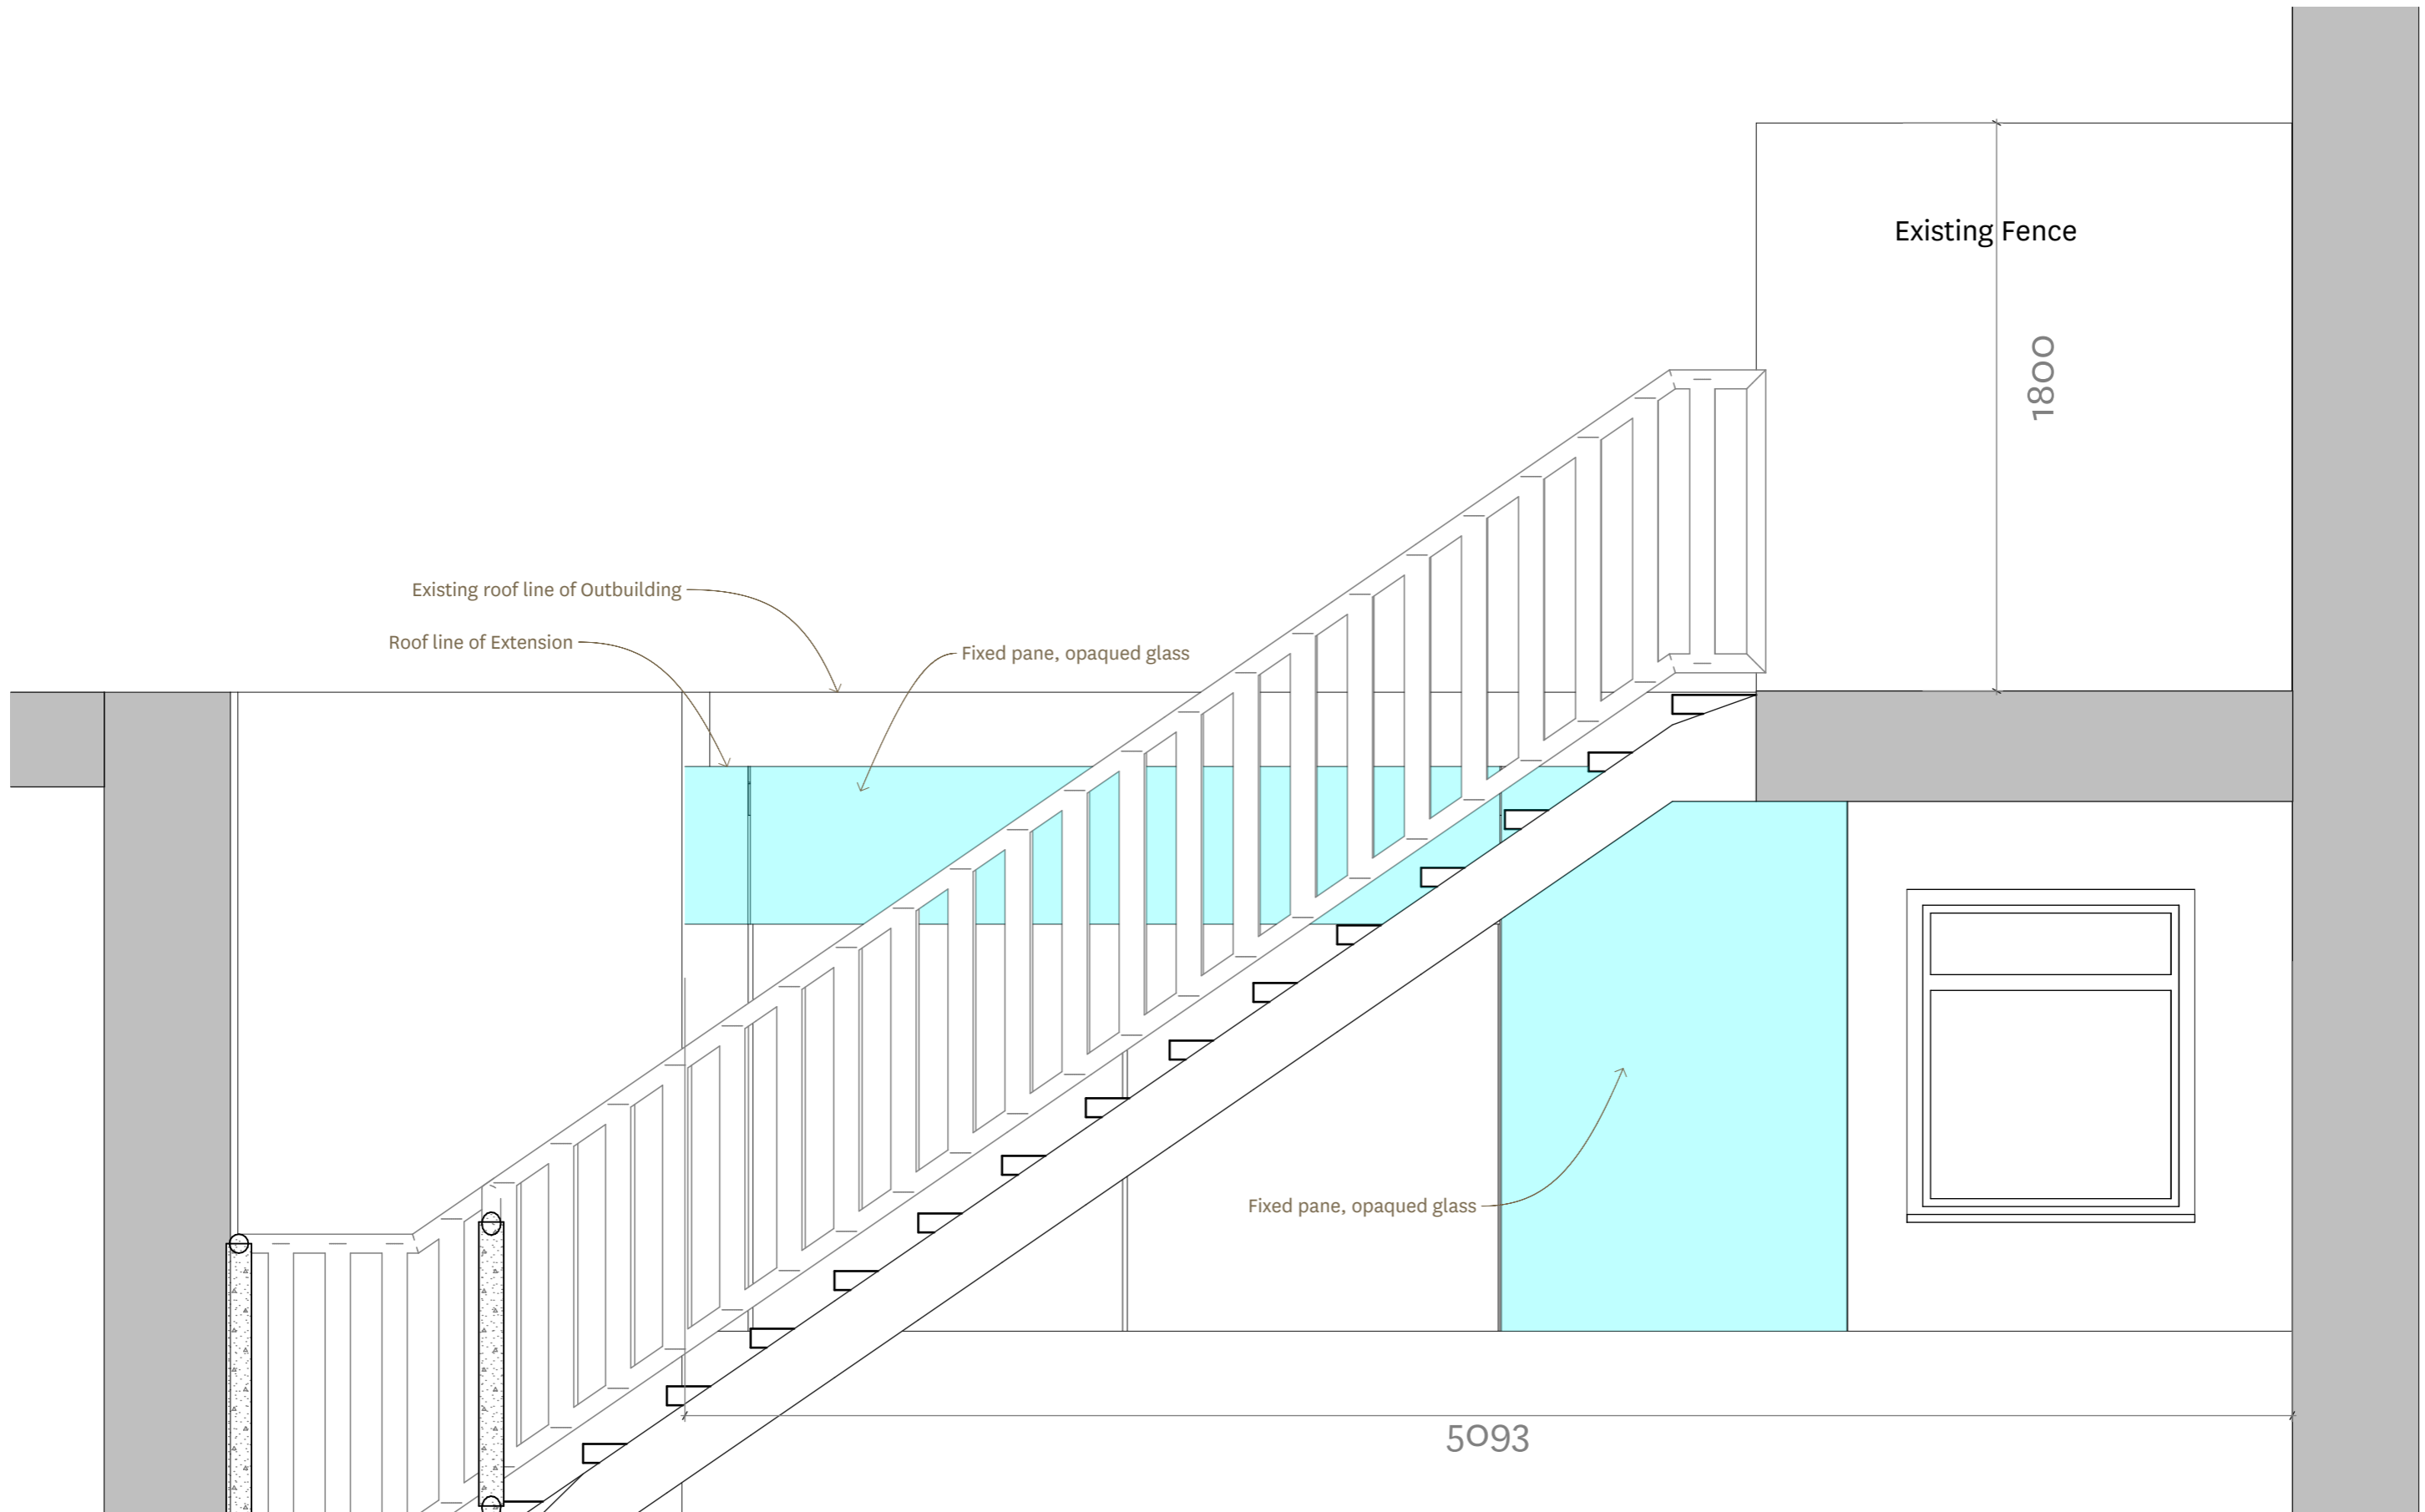 Existing Fence
1800
Existing roof line of Outbuilding
Roof line of Extension
Fixed pane, opaqued glass
Fixed pane, opaqued glass
5093